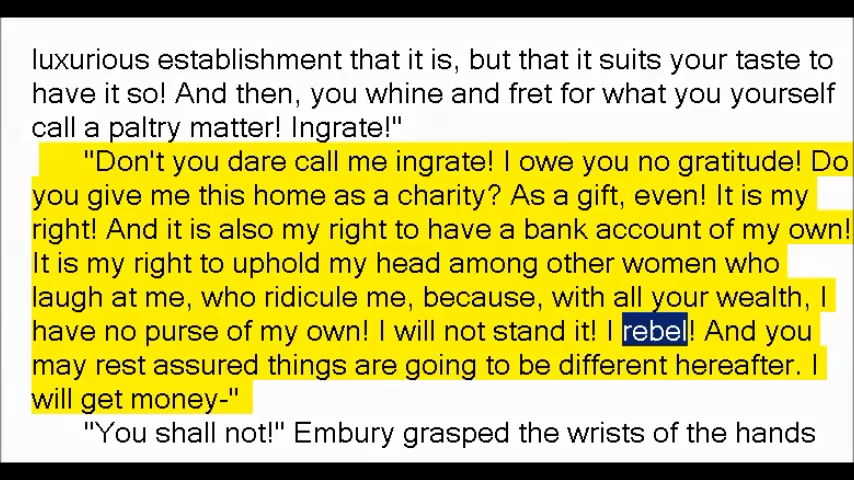 luxurious establishment that it is, but that it suits your taste to
have it so! And then, you whine and fret for what you yourself
call a paltry matter! Ingrate!"
"Don't you dare call me ingrate! I owe you no gratitude! Do
you give me this home as a charity? As a gift, even! It is my
right! And it is also my right to have a bank account of my own!
It is my right to uphold my head among other women who
laugh at me, who ridicule me, because, with all your wealth, I
have no purse of my own! I will not stand it! I rebel! And you
may rest assured things are going to be different hereafter. I
will get money-"
"You shall not!" Embury grasped the wrists of the hands